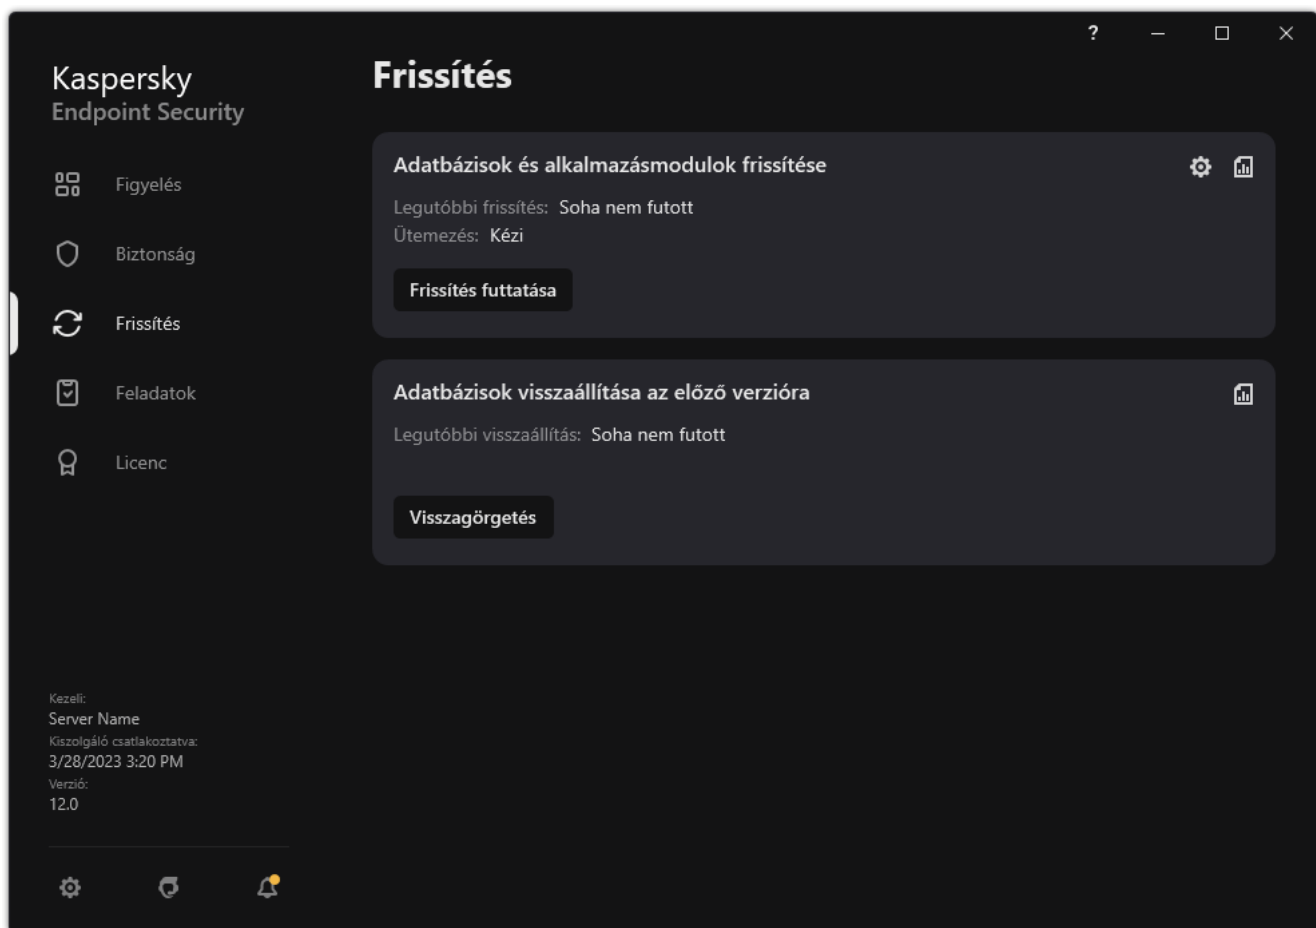 ?
Kaspersky
Endpoint Security
Figyelés
Biztonság
Frissítés
Feladatok
Licenc
Kezeli:
Server Name
Kiszolgáló csatlakoztatva:
3/28/2023 3:20 PM
Verzió:
12.0
Frissítés
Adatbázisok és alkalmazásmodulok frissítése
Legutóbbi frissítés: Soha nem futott
Ütemezés: Kézi
Frissítés futtatása
Adatbázisok visszaállítása az előző verzióra
Legutóbbi visszaállítás: Soha nem futott
Visszagörgetés